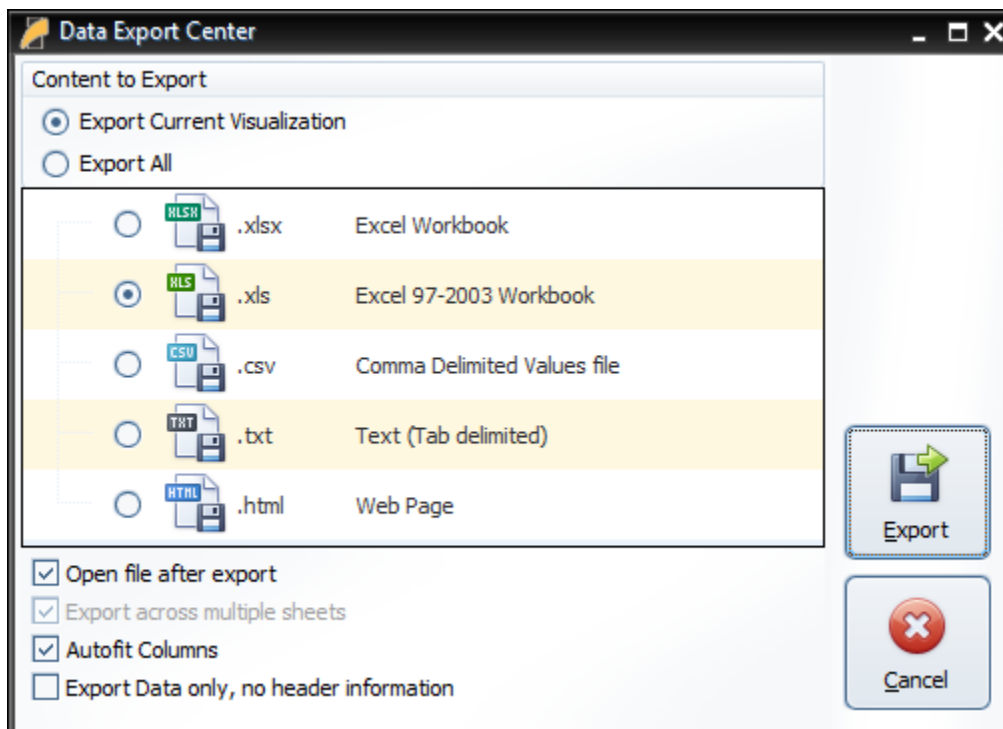 Data Export Center
Content to Export
Export Current Visualization
Export All
XLSX .xlsx Excel Workbook
XLS .xls Excel 97-2003 Workbook
CSV .csv Comma Delimited Values file
TXT .txt Text (Tab delimited)
HTML .html Web Page
Export
Open file after export
Export across multiple sheets
Autofit Columns
Export Data only, no header information
Cancel